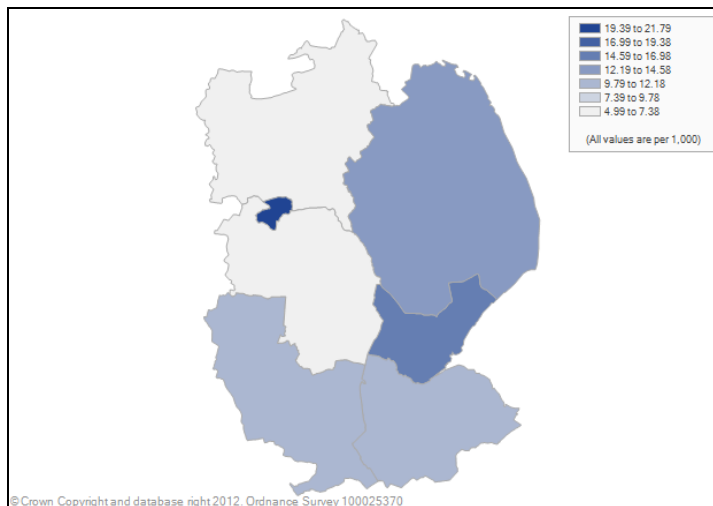 19.39 to 21.79
16.99 to 19.38
14.59 to 16.98
12.19 to 14.58
9.79 to 12.18
7.39 to 9.78
4.99 to 7.38
(All values are per 1,000)
© Crown Copyright and database right 2012. Ordnance Survey 100025370